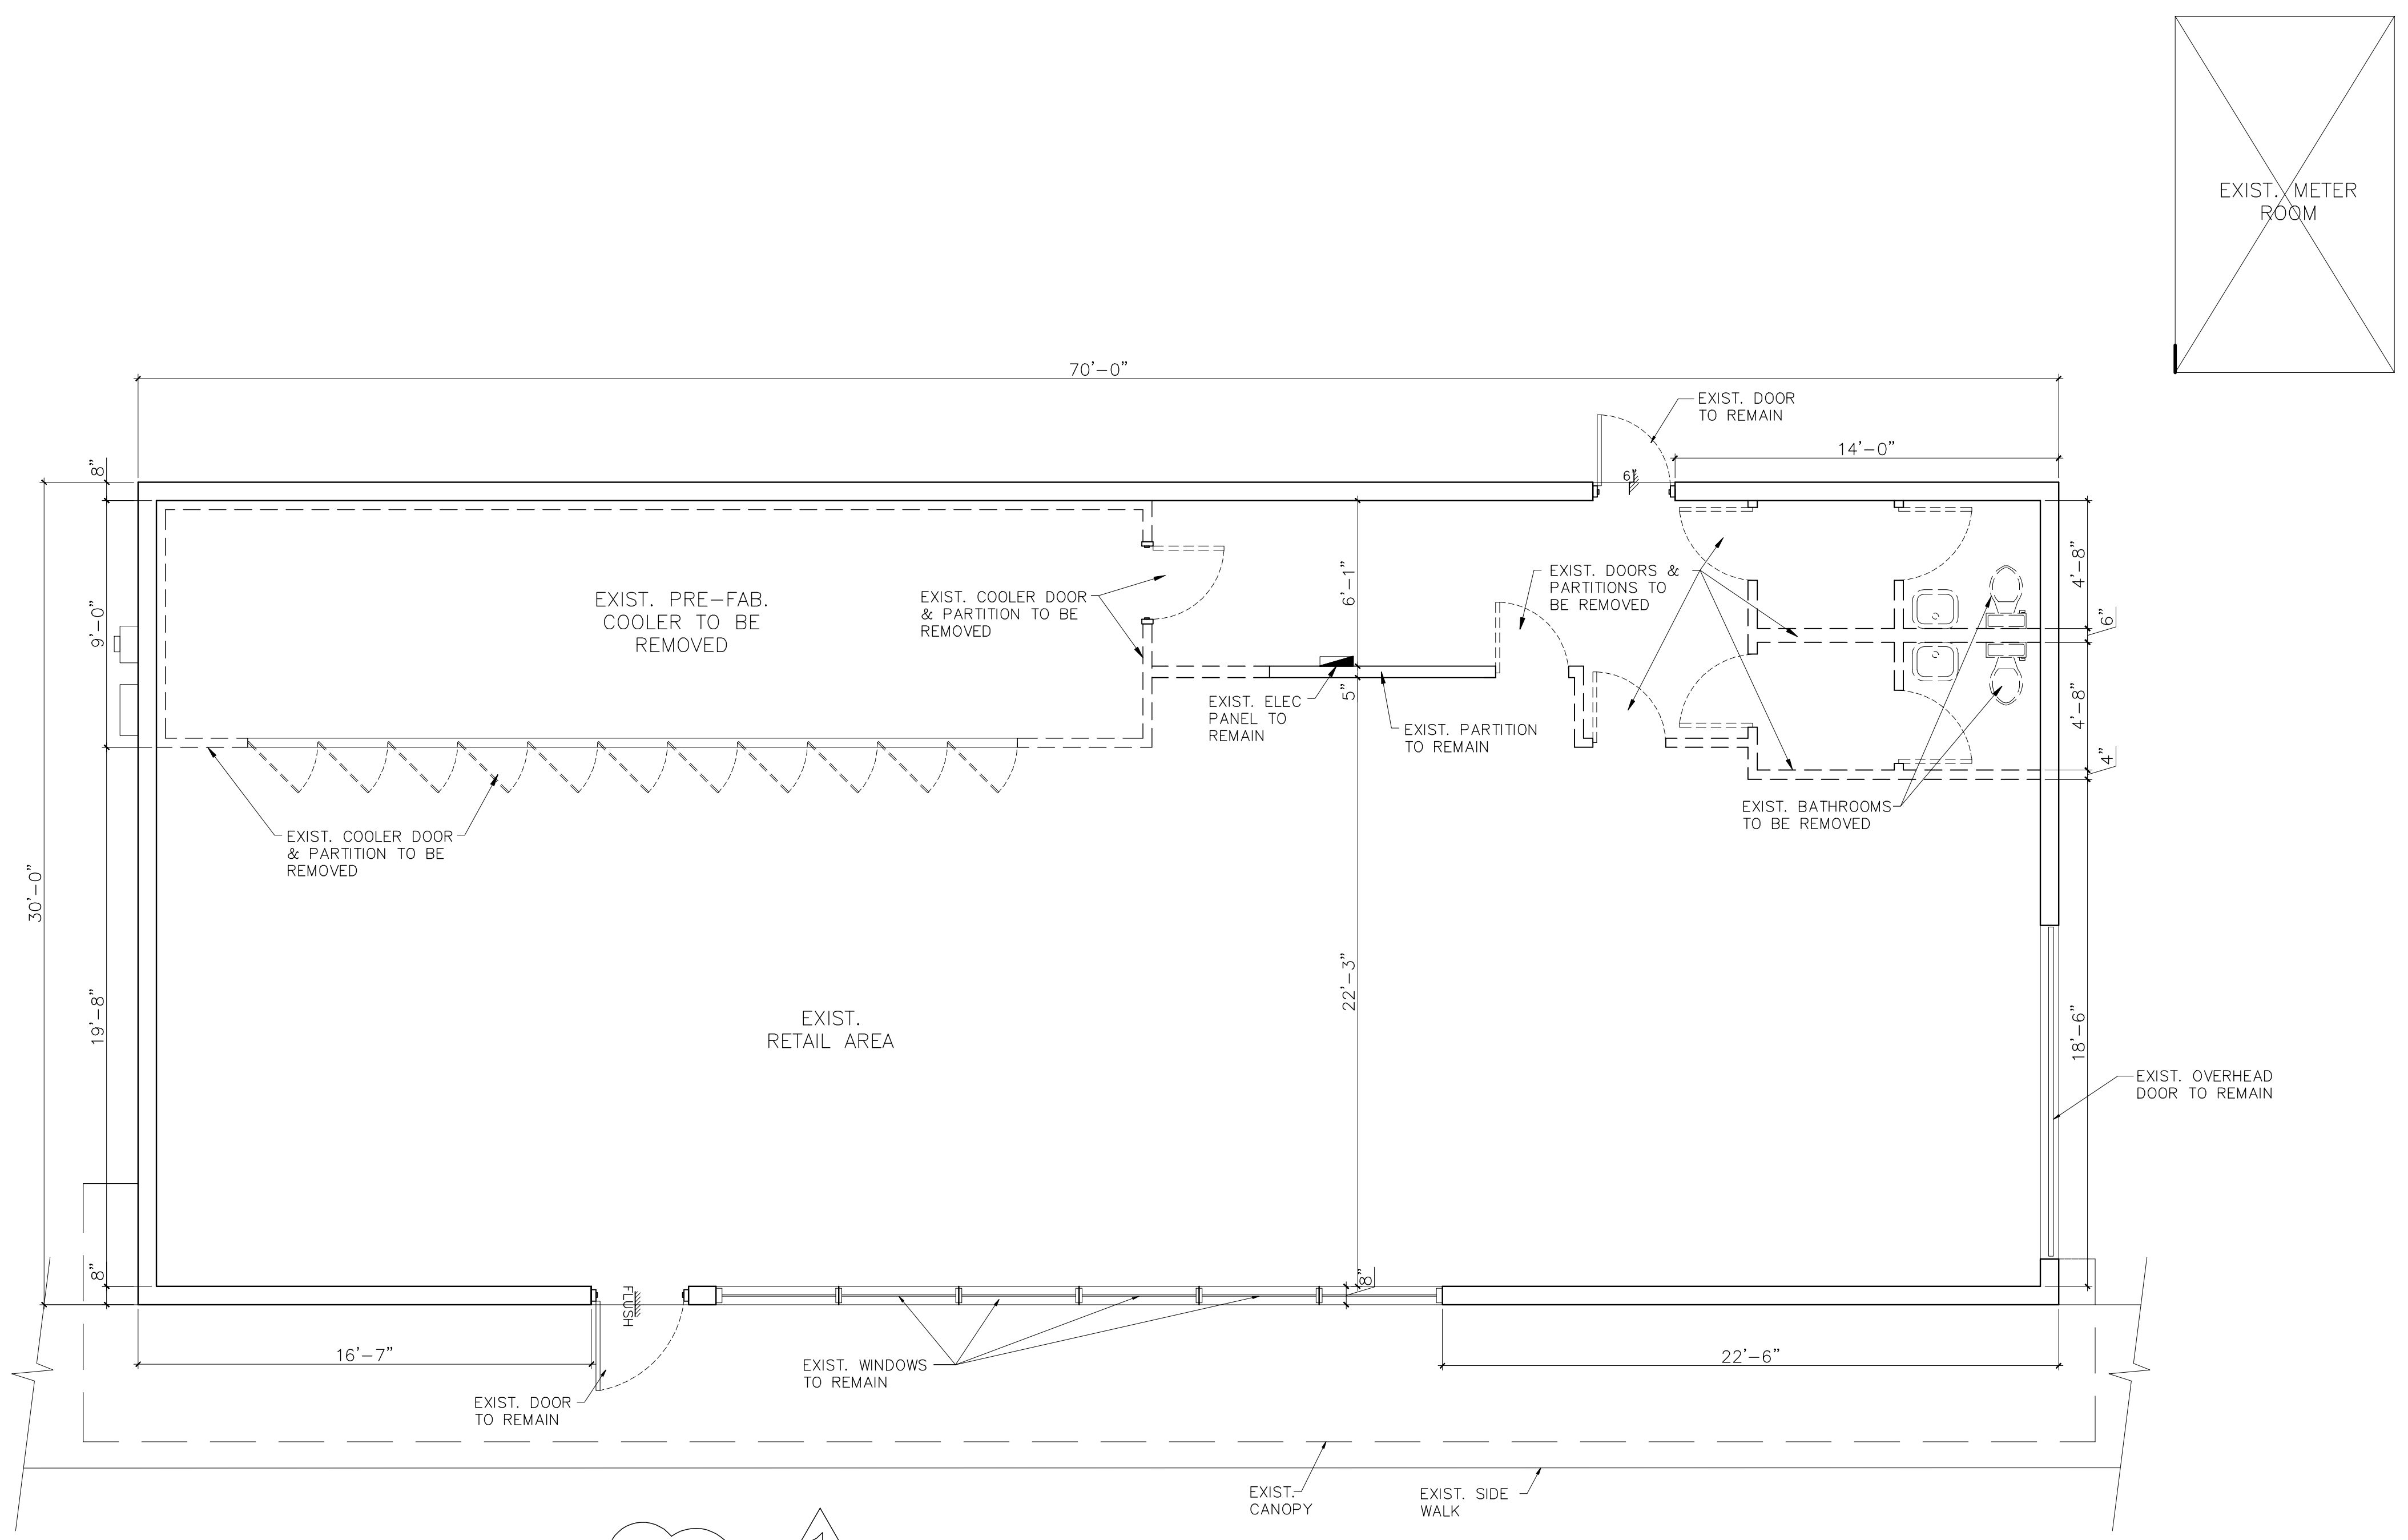 EXIST. METER
ROOM
70'-0"
EXIST. DOOR
TO REMAIN
14'-0"
8"
6"
EXIST. PRE-FAB.
COOLER TO BE
REMOVED
EXIST. COOLER DOOR
& PARTITION TO BE
REMOVED
6'-1"
EXIST. DOORS &
PARTITIONS TO
BE REMOVED
4'-8"
9'-0"
6"
EXIST. ELEC
PANEL TO
REMAIN
5"
EXIST. PARTITION
TO REMAIN
4'-8"
4"
EXIST. BATHROOMS
TO BE REMOVED
EXIST. COOLER DOOR
& PARTITION TO BE
REMOVED
30'-0"
19'-8"
EXIST.
RETAIL AREA
22'-3"
18'-6"
EXIST. OVERHEAD
DOOR TO REMAIN
8"
FLUSH
8"
16'-7"
EXIST. WINDOWS
TO REMAIN
22'-6"
EXIST. DOOR
TO REMAIN
EXIST.
CANOPY
EXIST. SIDE
WALK